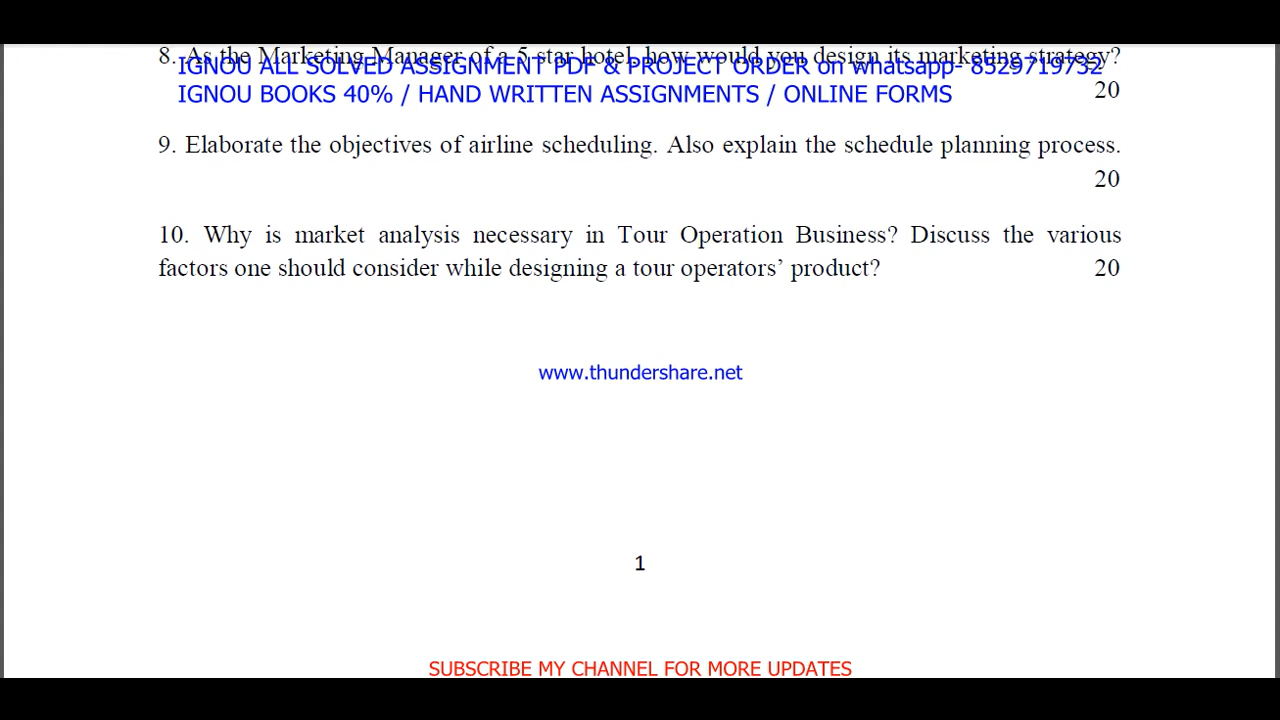 8. As the Marketing Manager of a 5 star hotel, how would you design its marketing strategy?
IGNOU ALL SOLVED ASSIGNMENT PDF & PROJECT ORDER on whatsapp- 8529719732
20
IGNOU BOOKS 40% / HAND WRITTEN ASSIGNMENTS / ONLINE FORMS
9. Elaborate the objectives of airline scheduling. Also explain the schedule planning process.
20
10. Why is market analysis necessary in Tour Operation Business? Discuss the various
factors one should consider while designing a tour operators’ product? 20
www.thundershare.net
1
SUBSCRIBE MY CHANNEL FOR MORE UPDATES